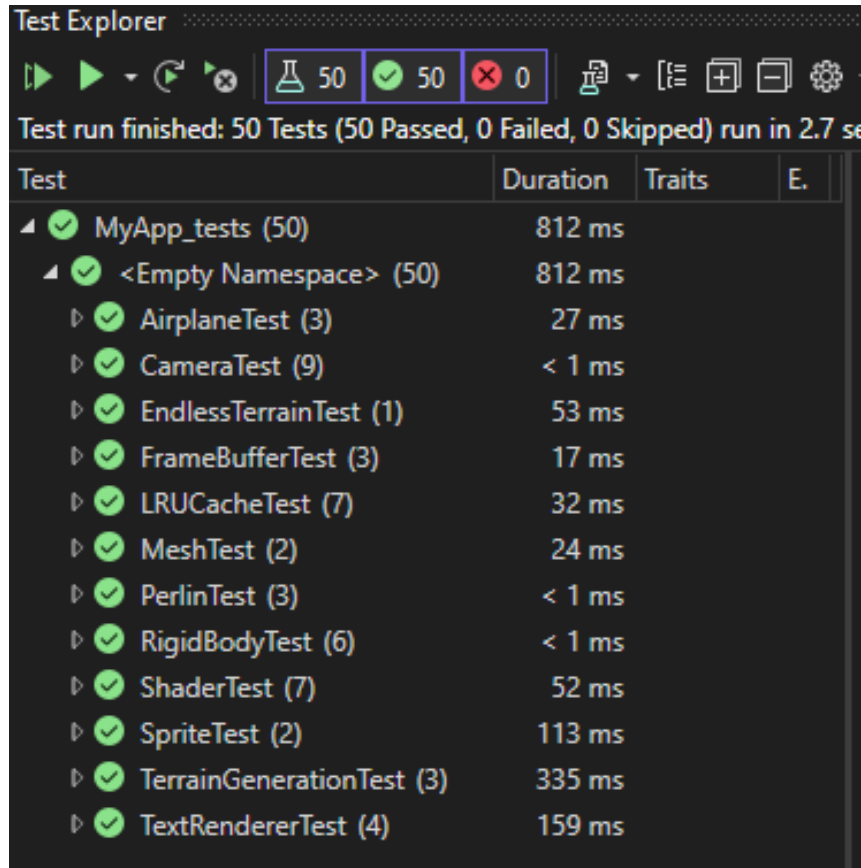 Test Explorer
50 50 0
Test run finished: 50 Tests (50 Passed, 0 Failed, 0 Skipped) run in 2.7 se
Test Duration Traits E.
MyApp_tests (50) 812 ms
<Empty Namespace> (50) 812 ms
AirplaneTest (3) 27 ms
CameraTest (9) < 1 ms
EndlessTerrainTest (1) 53 ms
FrameBufferTest (3) 17 ms
LRUCacheTest (7) 32 ms
MeshTest (2) 24 ms
PerlinTest (3) < 1 ms
RigidBodyTest (6) < 1 ms
ShaderTest (7) 52 ms
SpriteTest (2) 113 ms
TerrainGenerationTest (3) 335 ms
TextRendererTest (4) 159 ms